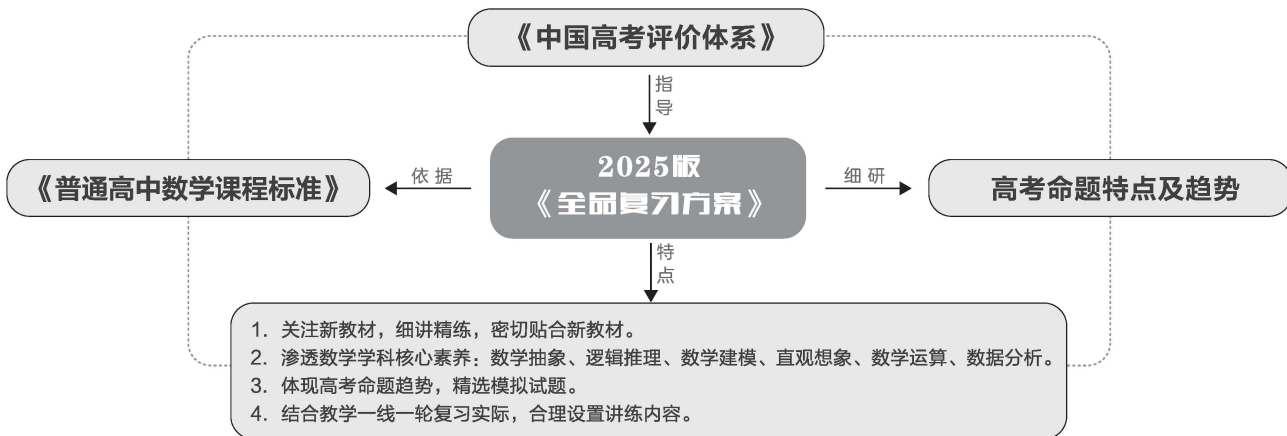 《中国高考评价体系》
指
导
《普通高中数学课程标准》
依据
2025版
《全品复习方案》
细研
高考命题特点及趋势
特
点
1. 关注新教材，细讲精练，密切贴合新教材。
2. 渗透数学学科核心素养：数学抽象、逻辑推理、数学建模、直观想象、数学运算、数据分析。
3. 体现高考命题趋势，精选模拟试题。
4. 结合教学一线一轮复习实际，合理设置讲练内容。